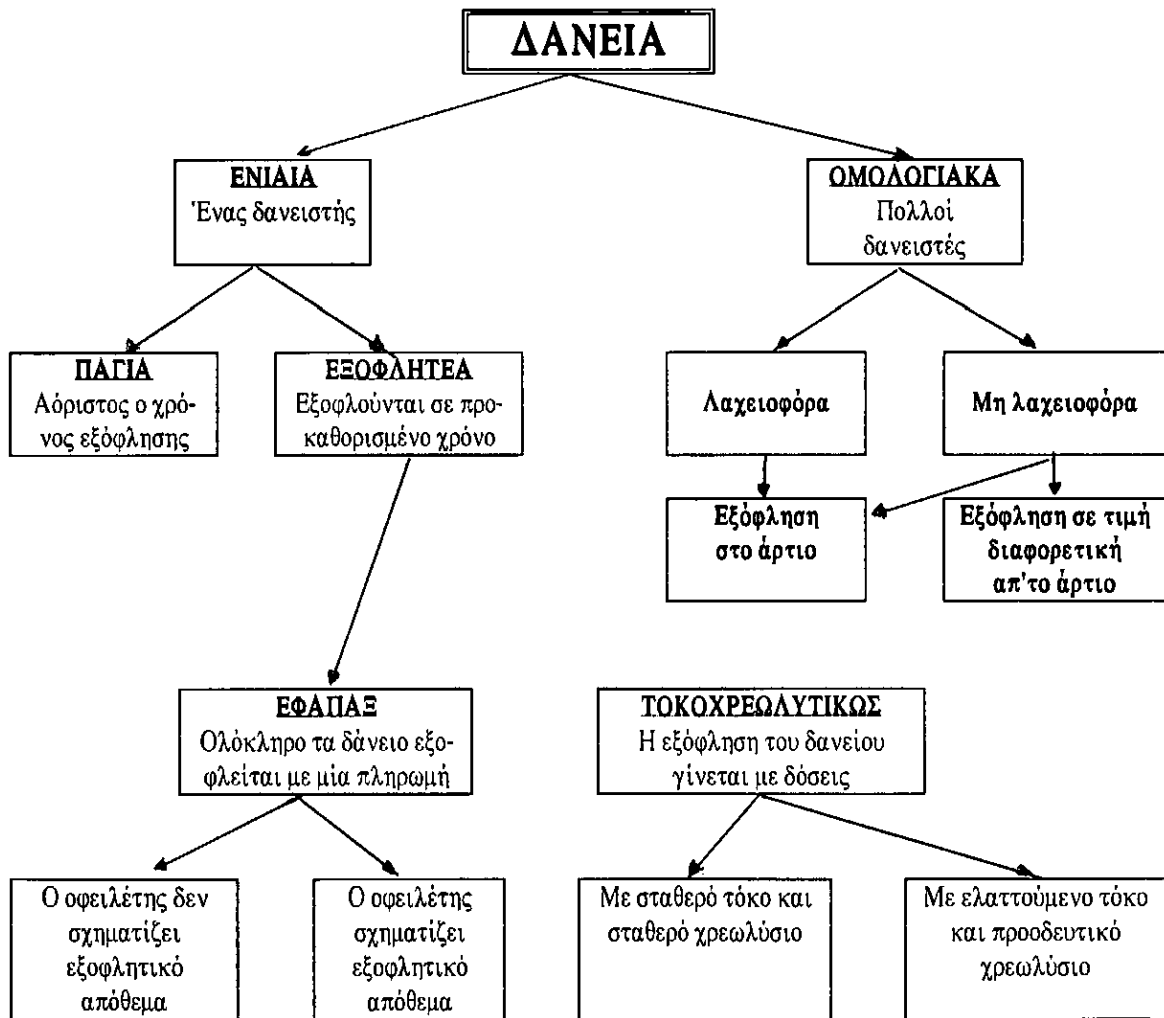 ΔΑΝΕΙΑ
ΕΝΙΑΙΑ
Ένας δανειστής
ΟΜΟΛΟΓΙΑΚΑ
Πολλοί
δανειστές
ΠΑΓΙΑ
Αόριστος ο χρό-
νος εξόφλησης
ΕΞΟΦΛΗΤΕΑ
Εξοφλούνται σε προ-
καθορισμένο χρόνο
Λαχειοφόρα
Μη λαχειοφόρα
Εξόφληση
στο άρτιο
Εξόφληση σε τιμή
διαφορετική
απ'το άρτιο
ΕΦΑΠΑΞ
Ολόκληρο τα δάνειο εξο-
φλείται με μία πληρωμή
ΤΟΚΟΧΡΕΩΛΥΤΙΚΩΣ
Η εξόφληση του δανείου
γίνεται με δόσεις
Ο οφειλέτης δεν
σχηματίζει
εξοφλητικό
απόθεμα
Ο οφειλέτης
σχηματίζει
εξοφλητικό
απόθεμα
Με σταθερό τόκο και
σταθερό χρεωλύσιο
Με ελαττούμενο τόκο
και προοδευτικό
χρεωλύσιο